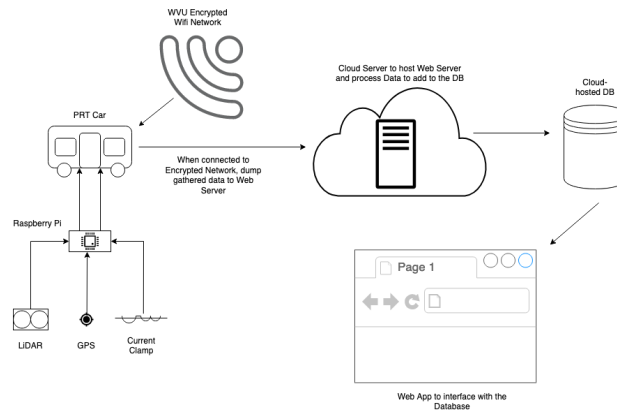 WVU Encrypted
Wifi Network
Cloud Server to host Web Server
and process Data to add to the DB
Cloud-
hosted DB
PRT Car
When connected to
Encrypted Network, dump
gathered data to Web
Server
Raspberry Pi
Page 1
LiDAR
GPS
Current
Clamp
Web App to interface with the
Database